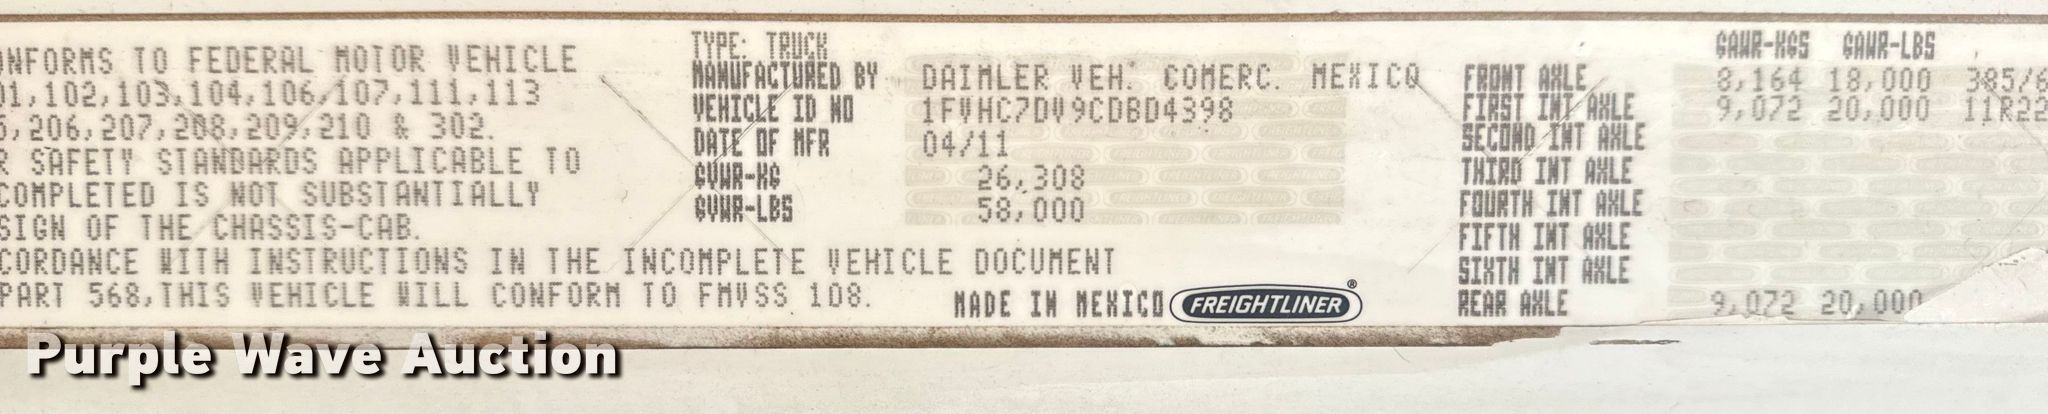 ONFORMS TO FEDERAL MOTOR VEHICLE
01,102,103,104,106,107,111,113
5,206,207,208,209,210 & 302.
R SAFETY STANDARDS APPLICABLE TO
COMPLETED IS NOT SUBSTANTIALLY
SIGN OF THE CHASSIS-CAB.
CORDANCE WITH INSTRUCTIONS IN THE INCOMPLETE VEHICLE DOCUMENT
PART 568,THIS VEHICLE WILL CONFORM TO FMVSS 108.
TYPE: TRUCK
MANUFACTURED BY DAIMLER VEH. COMERC. MEXICO
VEHICLE ID NO 1FVHC7DV9CDBD4398
DATE OF MFR 04/11
GVWR-KG 26,308
GVWR-LBS 58,000
MADE IN MEXICO FREIGHTLINER®
GAWR-KGS GAWR-LBS
FRONT AXLE 8,164 18,000 385/6
FIRST INT AXLE 9,072 20,000 11R22
SECOND INT AXLE
THIRD INT AXLE
FOURTH INT AXLE
FIFTH INT AXLE
SIXTH INT AXLE
REAR AXLE 9,072 20,000
Purple Wave Auction